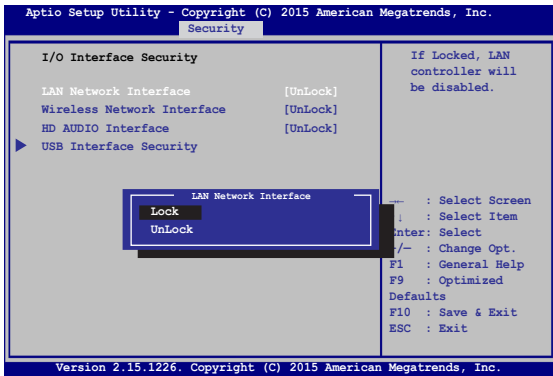 Aptio Setup Utility - Copyright (C) 2015 American Megatrends, Inc.
Security
I/O Interface Security
LAN Network Interface [UnLock]
Wireless Network Interface [UnLock]
HD AUDIO Interface [UnLock]
USB Interface Security
If Locked, LAN
controller will
be disabled.
LAN Network Interface
Lock
UnLock
→← : Select Screen
↓ : Select Item
Enter: Select
/— : Change Opt.
F1 : General Help
F9 : Optimized
Defaults
F10 : Save & Exit
ESC : Exit
Version 2.15.1226. Copyright (C) 2015 American Megatrends, Inc.